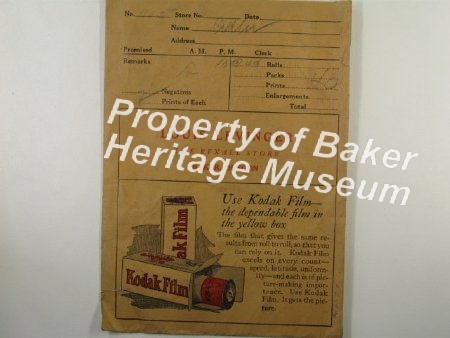 No. Store No. Date
Name
Address
Promised A. M. P. M. Clerk
Remarks Rolls
Packs
Prints
Negatives Enlargements
Prints of Each Total
Property of Baker
Heritage Museum
REXALL STORE
Use Kodak Film—
the dependable film in
the yellow box
The film that gives the same re-
sults from roll to roll, so that you
can rely on it. Kodak Film
excels on every count—
speed, latitude, uniform-
ity—and each is of pic-
ture-making impor-
tance. Use Kodak
Film. It gets the pic-
ture.
ak Film
Kodak Film